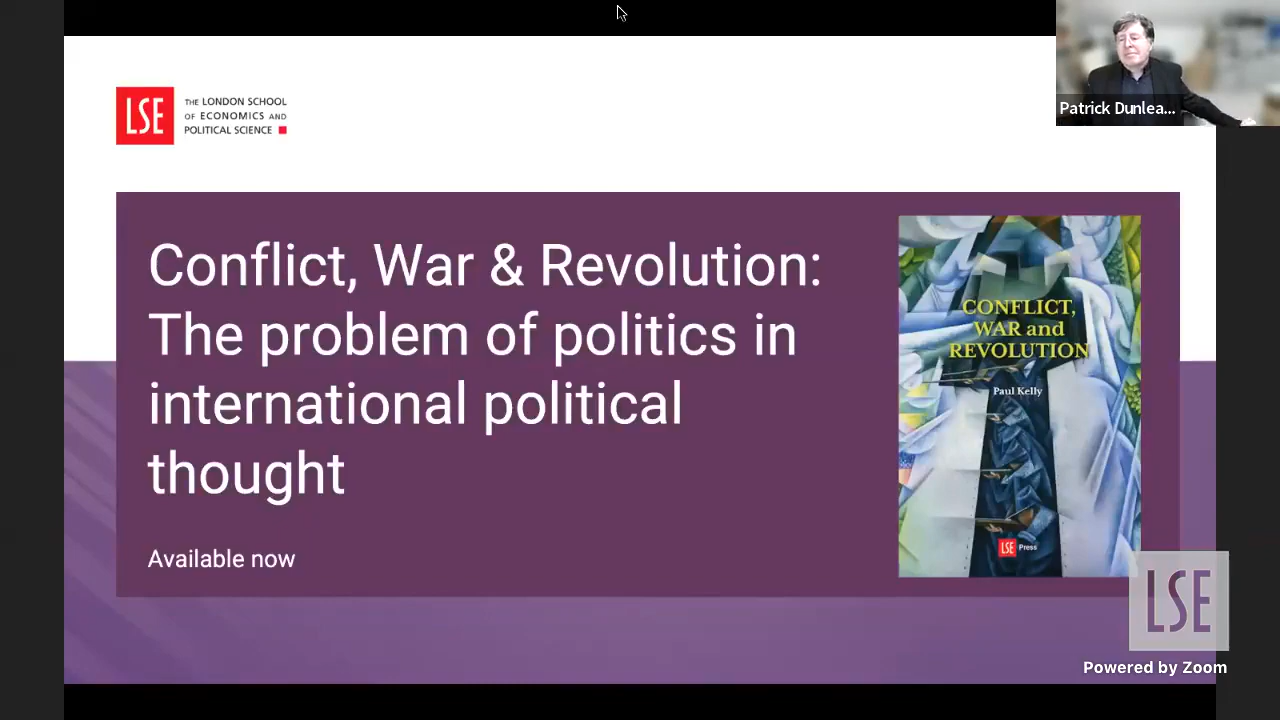 Patrick Dunlea...
LSE
THE LONDON SCHOOL
OF ECONOMICS AND
POLITICAL SCIENCE
Conflict, War & Revolution:
The problem of politics in
international political
thought
Available now
CONFLICT,
WAR and
REVOLUTION
Paul Kelly
LSE Press
LSE
Powered by Zoom